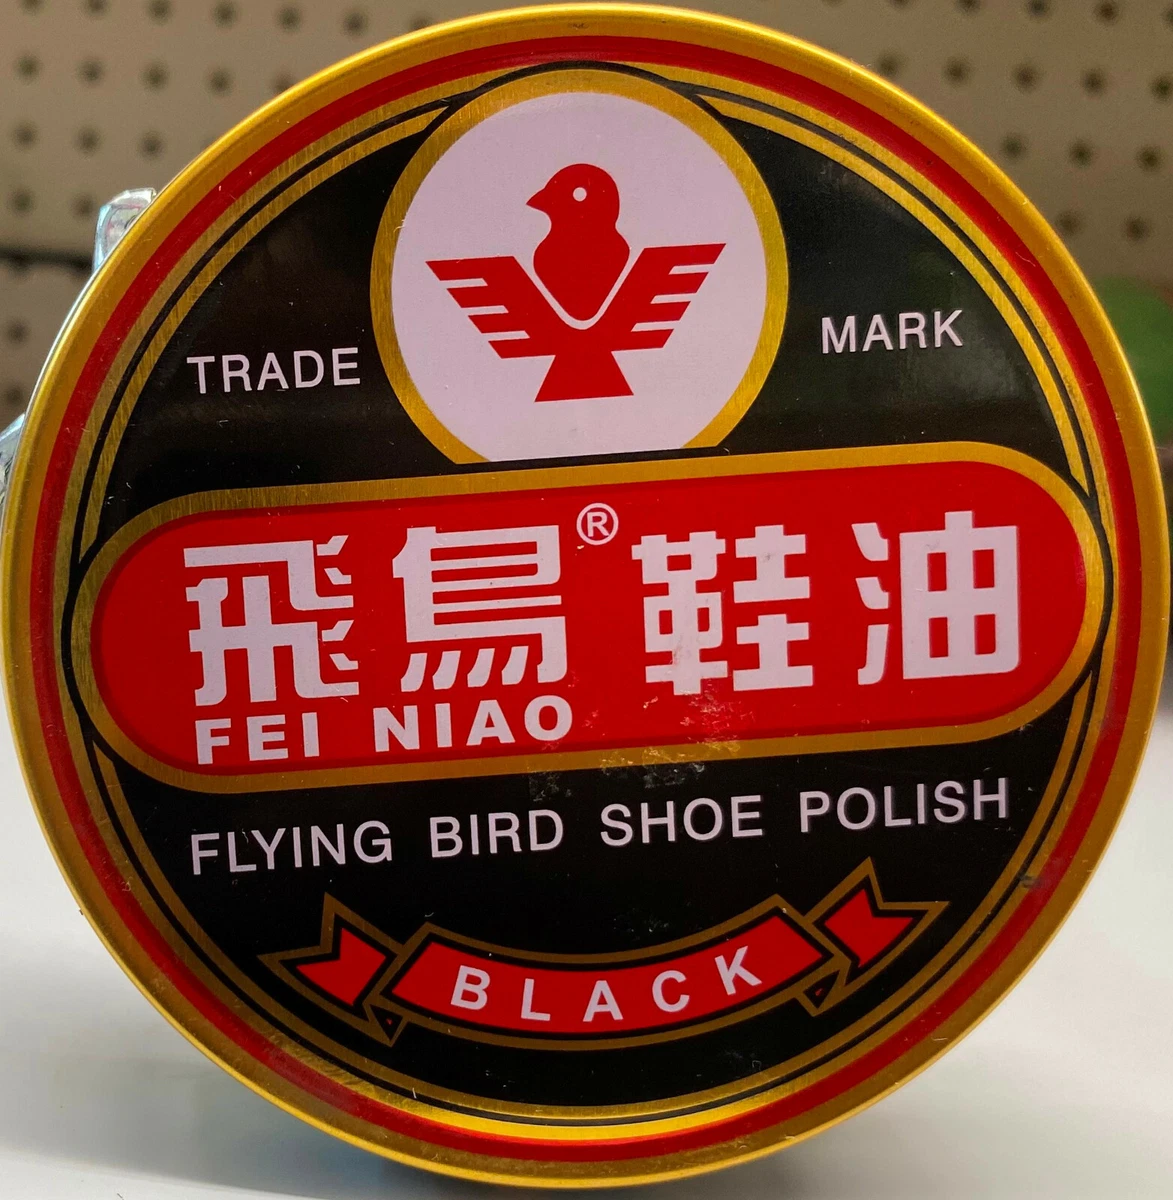 TRADE MARK
飛鳥® 鞋油
FEI NIAO
FLYING BIRD SHOE POLISH
BLACK